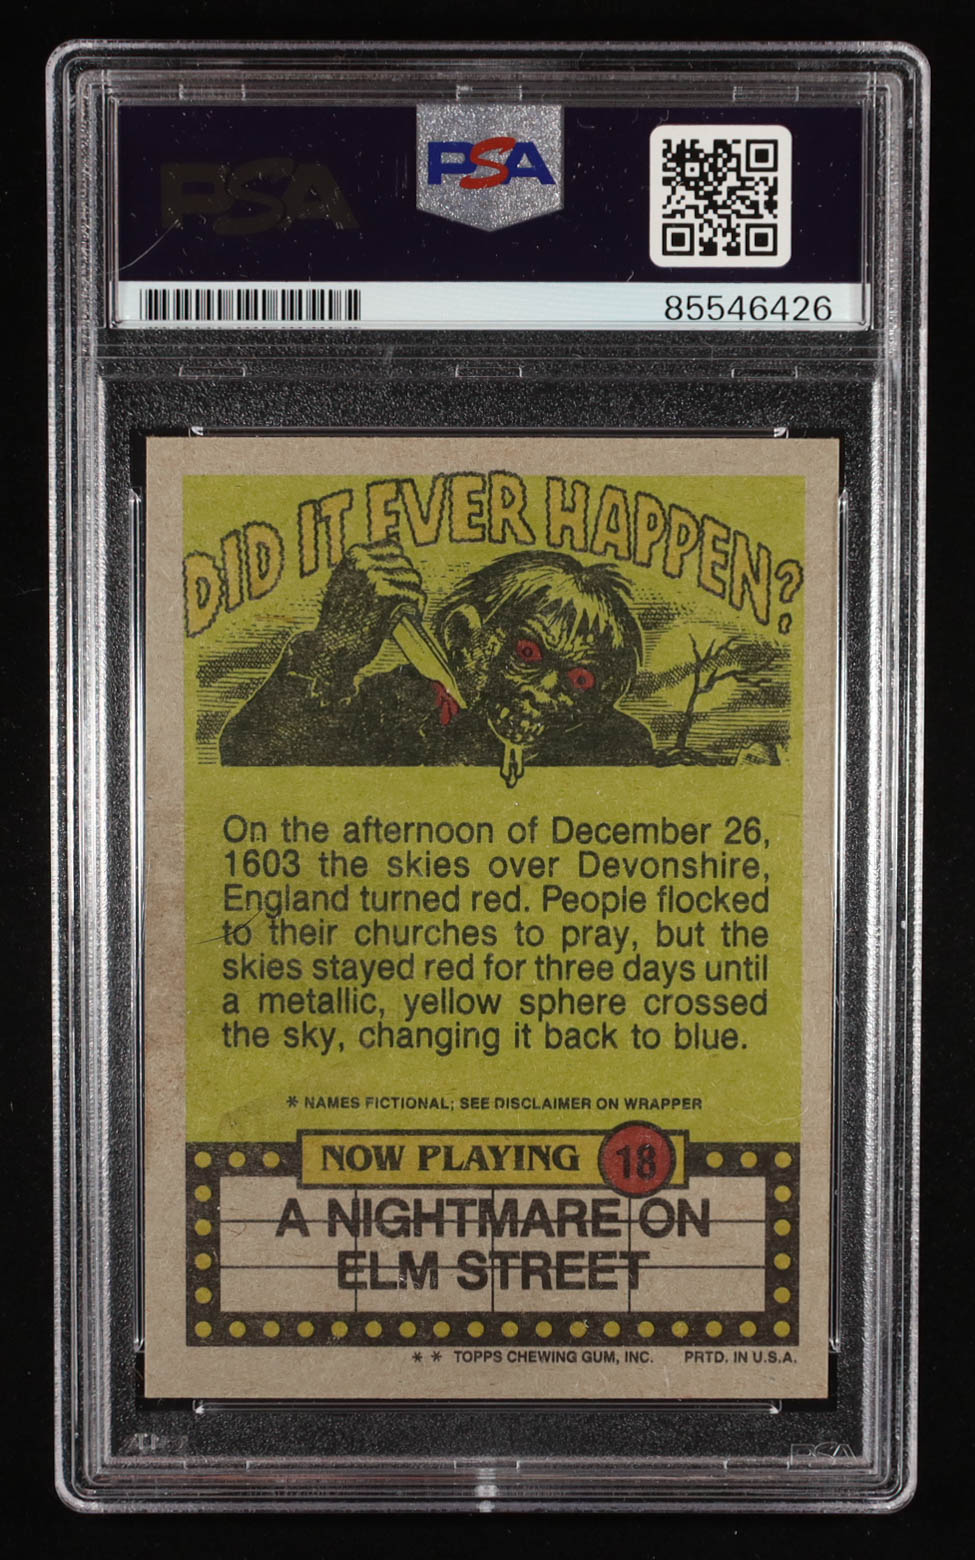 PSA
PSA
85546426
DID IT EVER HAPPEN?
On the afternoon of December 26,
1603 the skies over Devonshire,
England turned red. People flocked
to their churches to pray, but the
skies stayed red for three days until
a metallic, yellow sphere crossed
the sky, changing it back to blue.
* NAMES FICTIONAL; SEE DISCLAIMER ON WRAPPER
NOW PLAYING 18
A NIGHTMARE ON
ELM STREET
* * TOPPS CHEWING GUM, INC. PRTD. IN U.S.A.
PSA